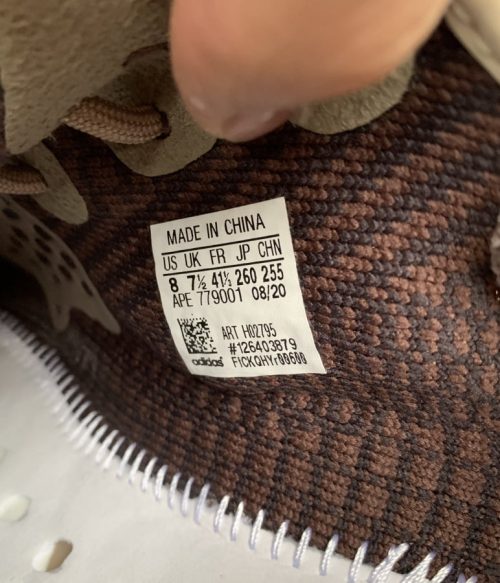 MADE IN CHINA
US UK FR JP CHN
8 7½ 41⅓ 260 255
APE 779001 08/20
ART H02795
#126403879
adidas FICKQHYr00600